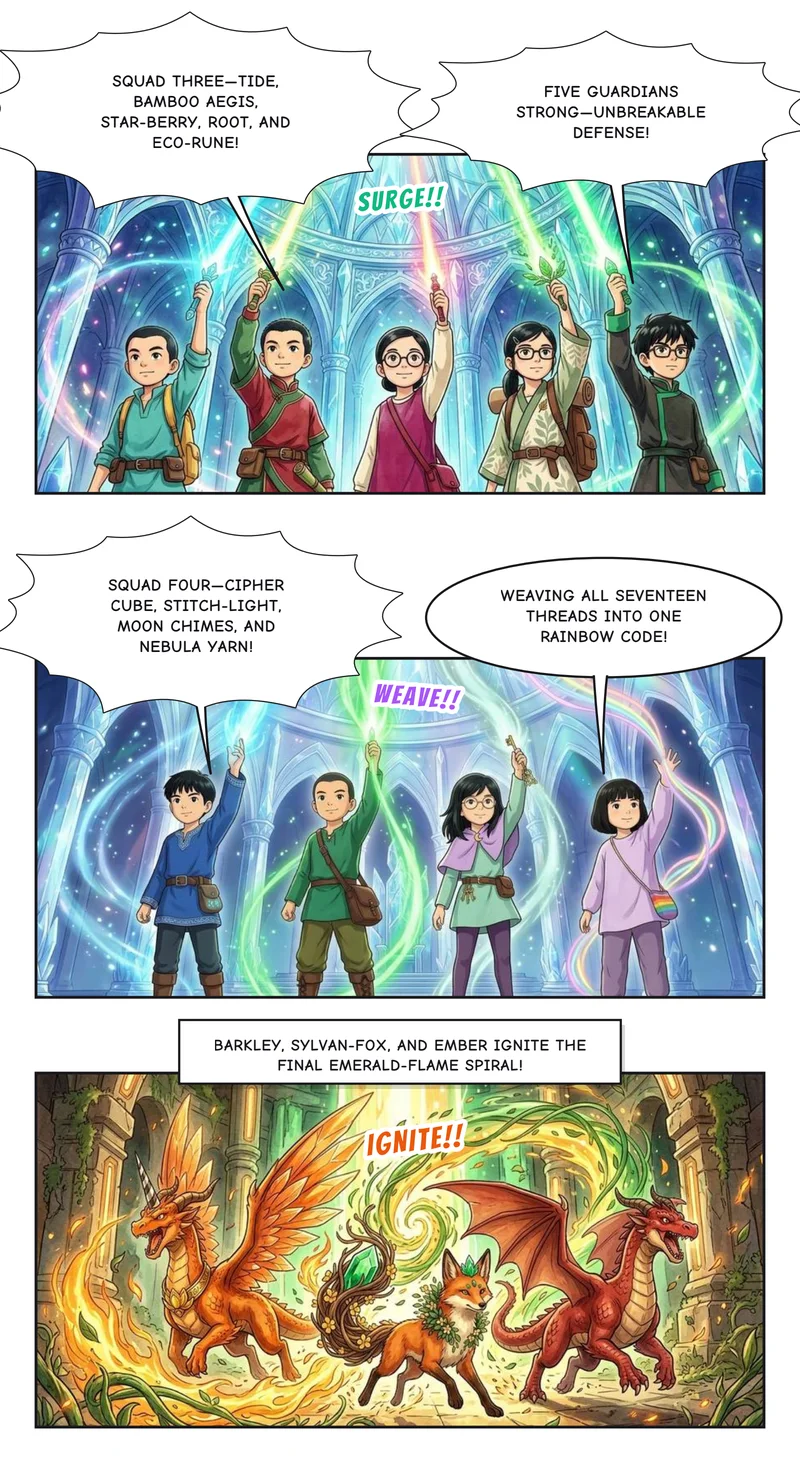 SQUAD THREE—TIDE,
BAMBOO AEGIS,
STAR-BERRY, ROOT, AND
ECO-RUNE!
FIVE GUARDIANS
STRONG—UNBREAKABLE
DEFENSE!
SURGE!!
SQUAD FOUR—CIPHER
CUBE, STITCH-LIGHT,
MOON CHIMES, AND
NEBULA YARN!
WEAVING ALL SEVENTEEN
THREADS INTO ONE
RAINBOW CODE!
WEAVE!!
BARKLEY, SYLVAN-FOX, AND EMBER IGNITE THE
FINAL EMERALD-FLAME SPIRAL!
IGNITE!!